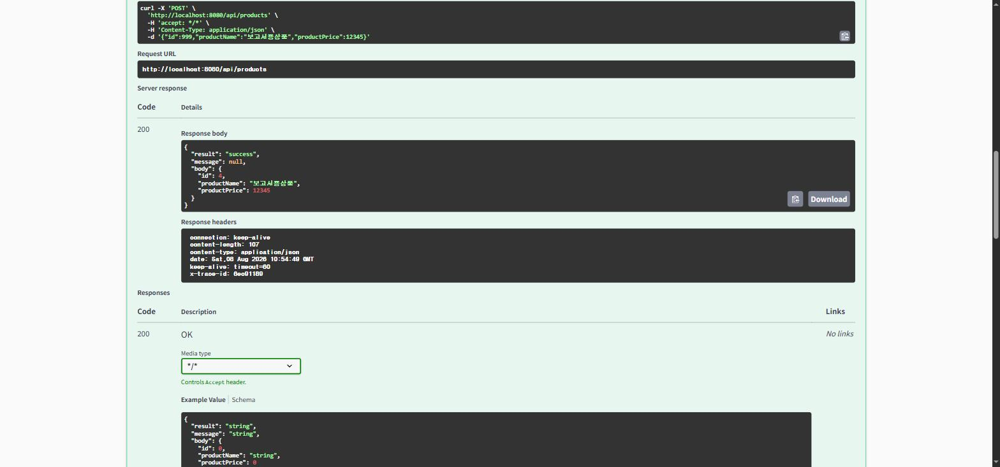 curl -X 'POST' \
'http://localhost:8080/api/products' \
-H 'accept: */*' \
-H 'Content-Type: application/json' \
-d '{"id":999,"productName":"보고서용상품","productPrice":12345}'
Request URL
http://localhost:8080/api/products
Server response
Code Details
200
Response body
{
"result": "success",
"message": null,
"body": {
"id": 4,
"productName": "보고서용상품",
"productPrice": 12345
}
}
Download
Response headers
connection: keep-alive
content-length: 107
content-type: application/json
date: Sat,08 Aug 2026 10:54:49 GMT
keep-alive: timeout=60
x-trace-id: 6ec91189
Responses
Code Description Links
200 OK No links
Media type
*/*
Controls Accept header.
Example Value Schema
{
"result": "string",
"message": "string",
"body": {
"id": 0,
"productName": "string",
"productPrice": 0